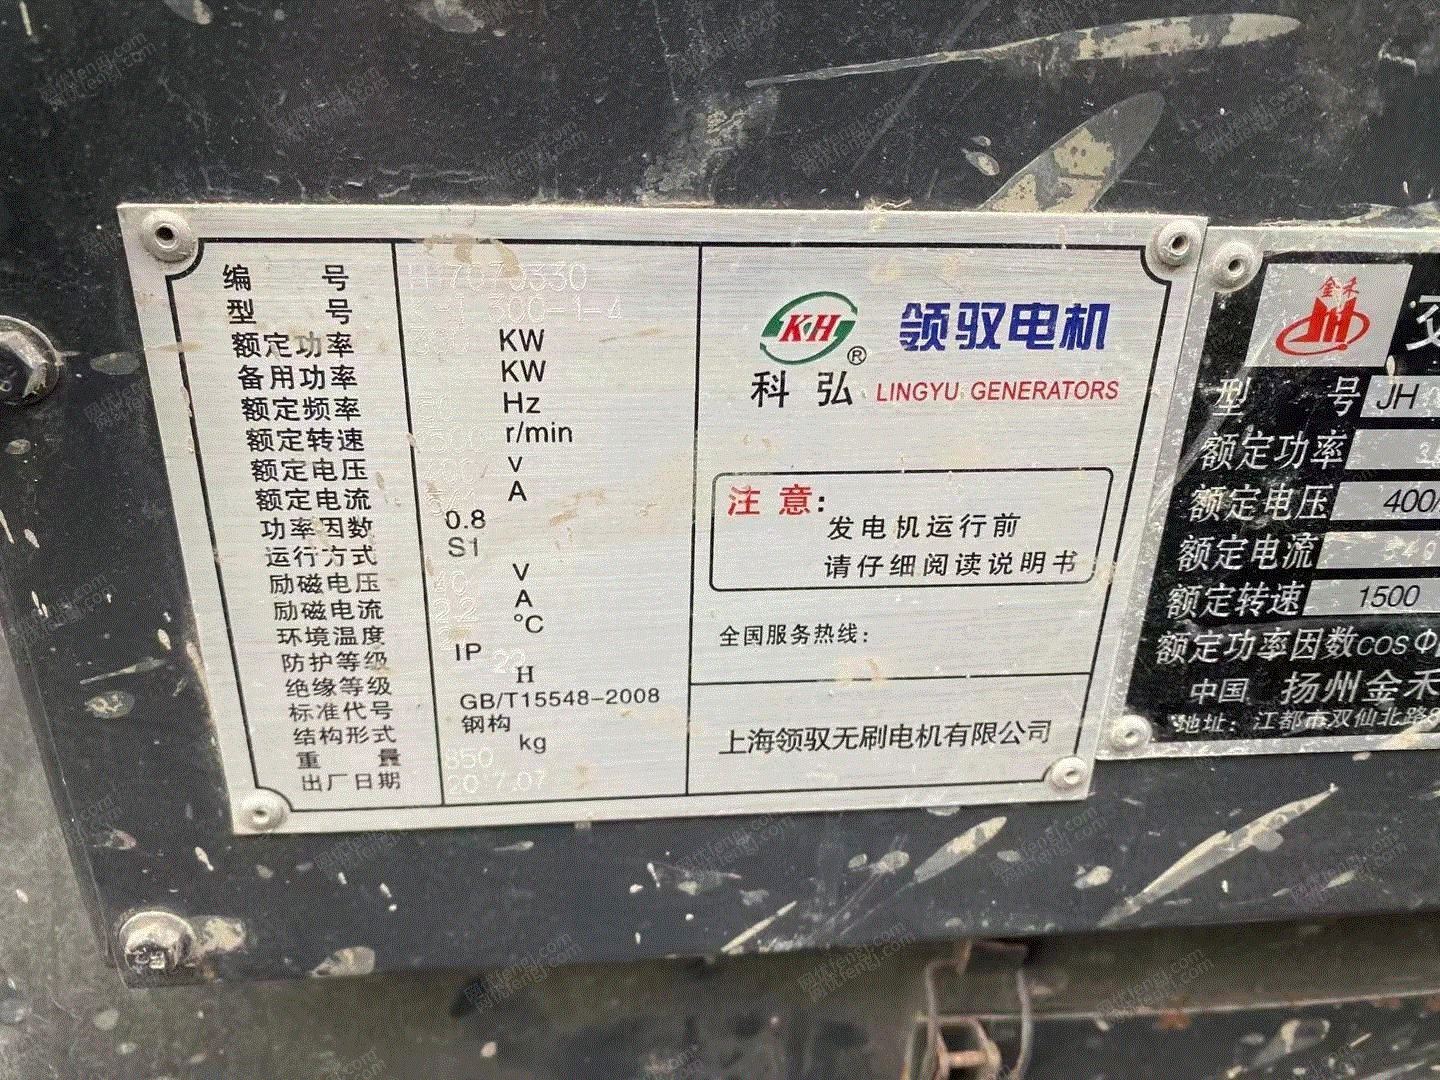 编 号
型 号 300-1-4
额定功率 KW
备用功率 KW
额定频率 Hz
额定转速 r/min
额定电压 V
额定电流 A
功率因数 0.8
运行方式 S1
励磁电压 V
励磁电流 2.2 A
环境温度 °C
防护等级 IP
绝缘等级 H
标准代号 GB/T15548-2008
结构形式 钢构
重 量 kg
出厂日期
KH ®
科弘
领驭电机
LINGYU GENERATORS
注意:
发电机运行前
请仔细阅读说明书
全国服务热线:
上海领驭无刷电机有限公司
金禾
JH
型 号 JH
额定功率
额定电压 400/
额定电流
额定转速 1500
额定功率因数COSΦ
中国 扬州金禾
地址: 江都市双仙北路